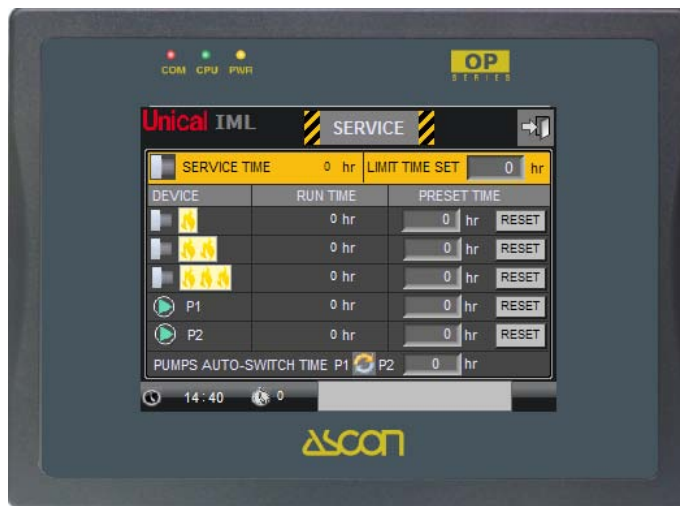 COM CPU PWR
OP
SERIES
Unical IML SERVICE
SERVICE TIME 0 hr LIMIT TIME SET 0 hr
DEVICE RUN TIME PRESET TIME
0 hr 0 hr RESET
0 hr 0 hr RESET
0 hr 0 hr RESET
P1 0 hr 0 hr RESET
P2 0 hr 0 hr RESET
PUMPS AUTO-SWITCH TIME P1 P2 0 hr
14:40 0
ASCON